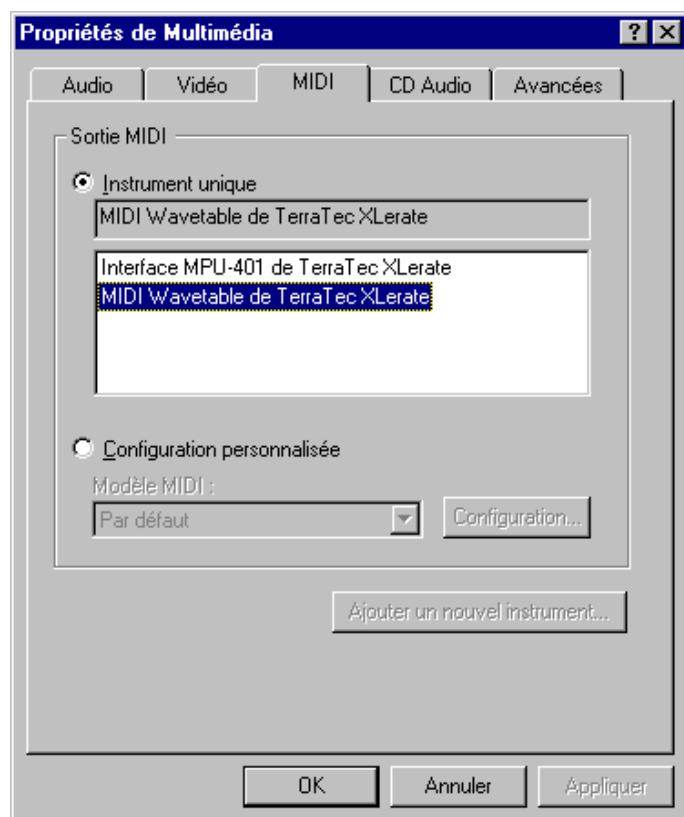 Propriétés de Multimédia
Audio Vidéo MIDI CD Audio Avancées
Sortie MIDI
Instrument unique
MIDI Wavetable de TerraTec XLerate
Interface MPU-401 de TerraTec XLerate
MIDI Wavetable de TerraTec XLerate
Configuration personnalisée
Modèle MIDI :
Par défaut Configuration...
Ajouter un nouvel instrument...
OK Annuler Appliquer